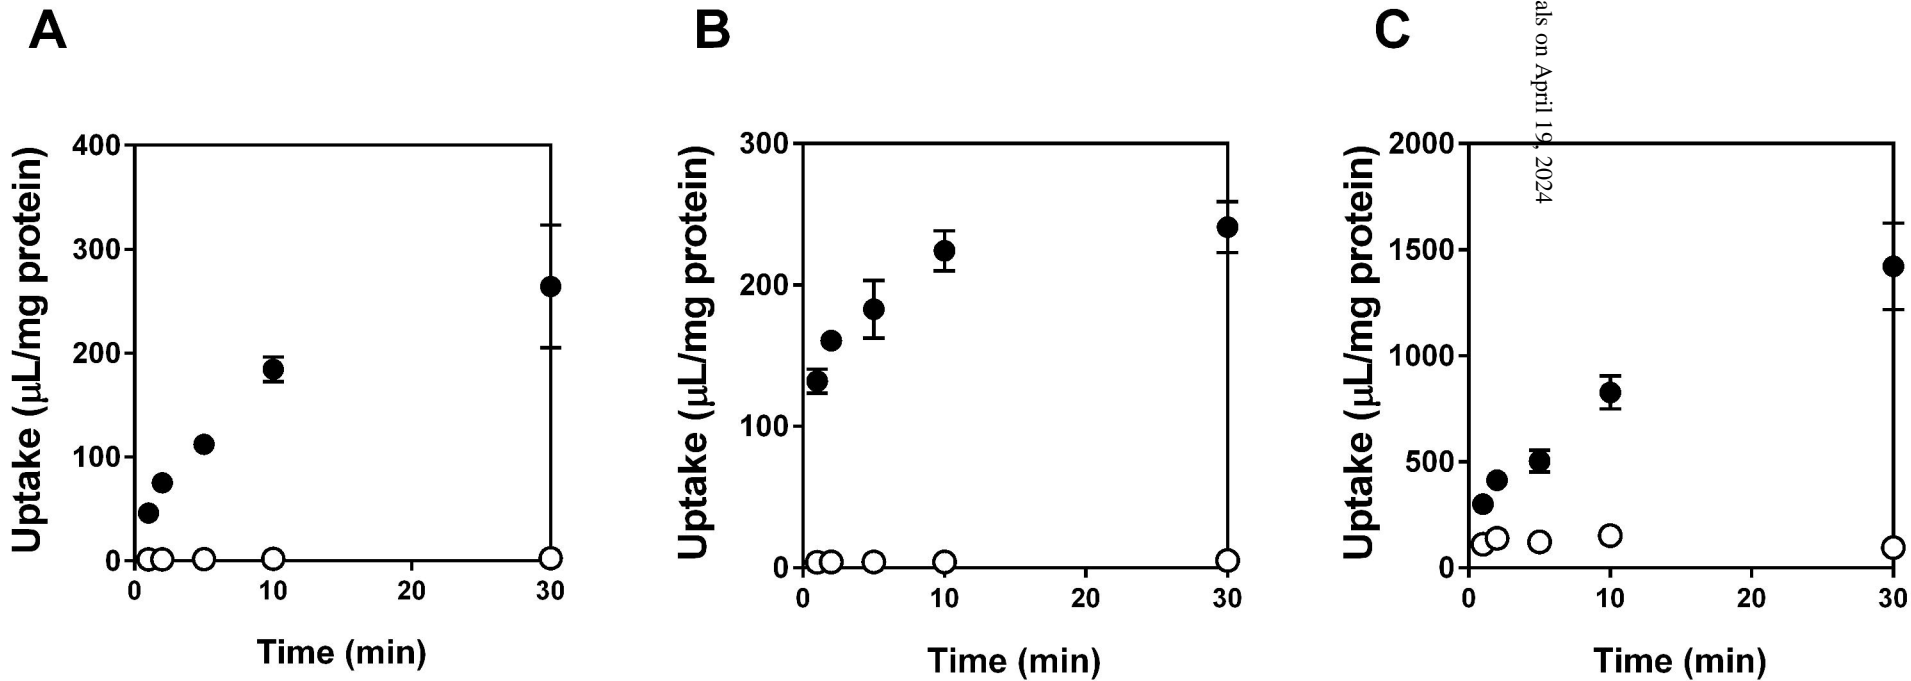 A
B
C
als on April 19, 2024
Uptake (µL/mg protein)
400
300
200
100
0
0
10
20
30
Time (min)
Uptake (µL/mg protein)
300
200
100
0
0
10
20
30
Time (min)
Uptake (µL/mg protein)
2000
1500
1000
500
0
0
10
20
30
Time (min)